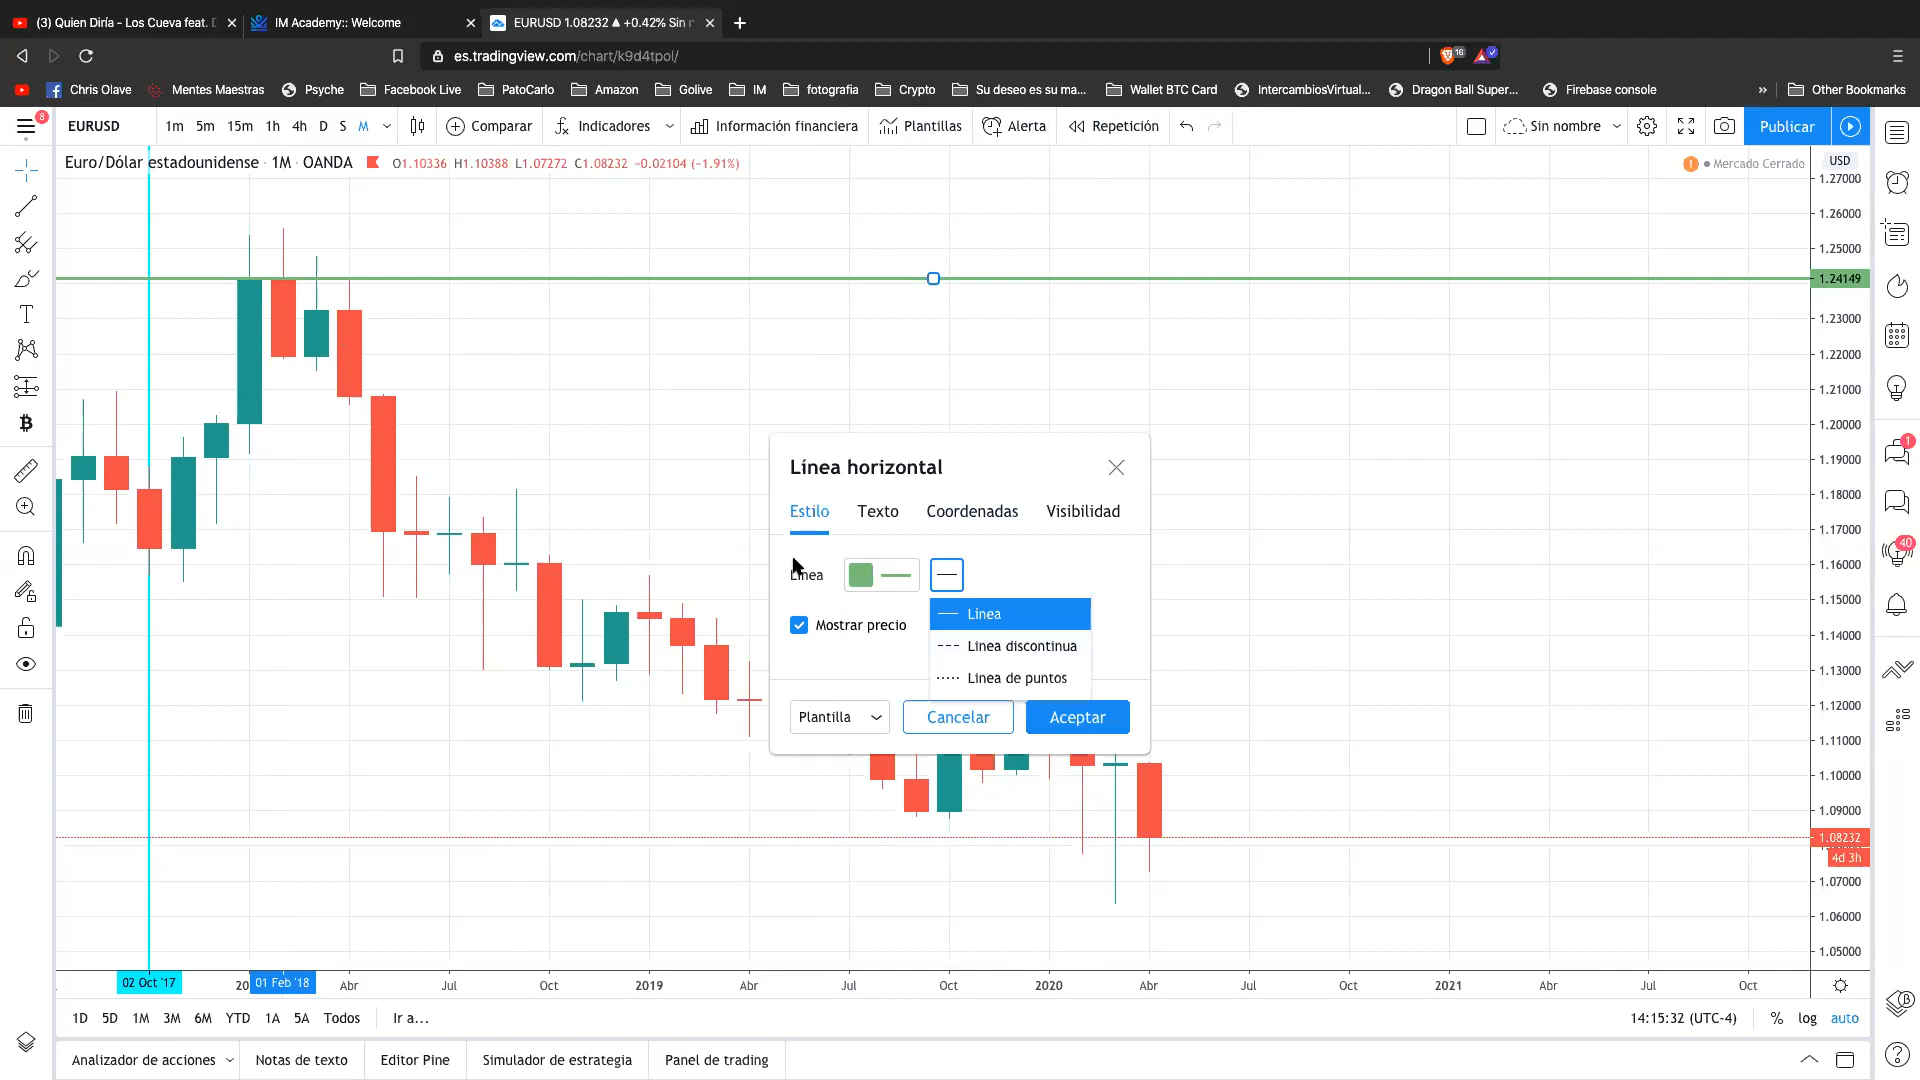 (3) Quien Diría - Los Cueva feat.
IM Academy:: Welcome
EURUSD 1.08232 ▲ +0.42% Sin
es.tradingview.com/chart/k9d4tpol/
16
Chris Olave
Mentes Maestras
Psyche
Facebook Live
PatoCarlo
Amazon
Golive
IM
fotografia
Crypto
Su deseo es su ma...
Wallet BTC Card
IntercambiosVirtual...
Dragon Ball Super...
Firebase console
»
Other Bookmarks
8
EURUSD
1m 5m 15m 1h 4h D S M
Comparar
Indicadores
Información financiera
Plantillas
Alerta
Repetición
Sin nombre
Publicar
Euro/Dólar estadounidense · 1M · OANDA
O1.10336 H1.10388 L1.07272 C1.08232 -0.02104 (-1.91%)
Mercado Cerrado
USD
1.27000
1.26000
1.25000
1.24149
1.23000
1.22000
1.21000
1.20000
1.19000
1.18000
1.17000
1.16000
1.15000
1.14000
1.13000
1.12000
1.11000
1.10000
1.09000
1.08232
4d 3h
1.07000
1.06000
1.05000
1
40
Línea horizontal
Estilo Texto Coordenadas Visibilidad
Línea
Línea
Mostrar precio
Línea discontinua
Línea de puntos
Plantilla
Cancelar
Aceptar
02 Oct '17
20
01 Feb '18
Abr Jul Oct 2019 Abr Jul Oct 2020 Abr Jul Oct 2021 Abr Jul Oct
1D 5D 1M 3M 6M YTD 1A 5A Todos
Ir a...
14:15:32 (UTC-4)
% log auto
Analizador de acciones
Notas de texto
Editor Pine
Simulador de estrategia
Panel de trading